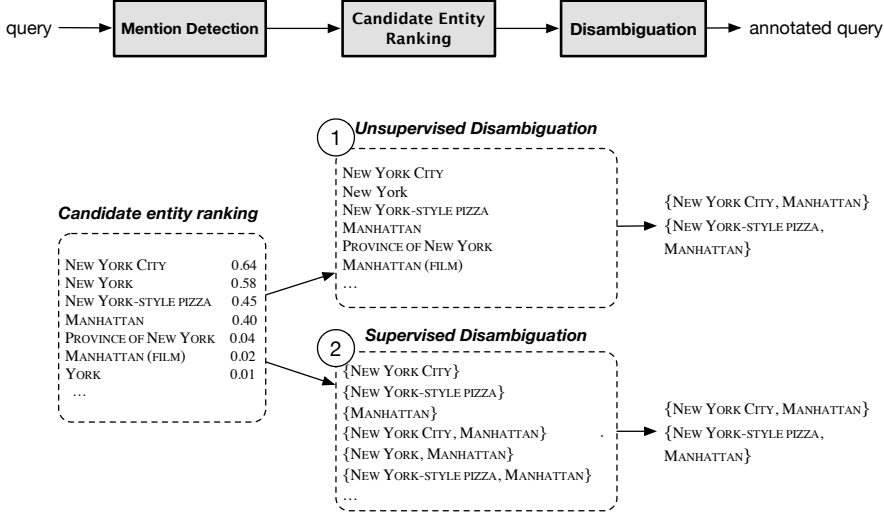 query
Mention Detection
Candidate Entity
Ranking
Disambiguation
annotated query
1
Unsupervised Disambiguation
NEW YORK CITY
New York
NEW YORK-STYLE PIZZA
MANHATTAN
PROVINCE OF NEW YORK
MANHATTAN (FILM)
...
{NEW YORK CITY, MANHATTAN}
{NEW YORK-STYLE PIZZA,
MANHATTAN}
Candidate entity ranking
NEW YORK CITY 0.64
NEW YORK 0.58
NEW YORK-STYLE PIZZA 0.45
MANHATTAN 0.40
PROVINCE OF NEW YORK 0.04
MANHATTAN (FILM) 0.02
YORK 0.01
...
2
Supervised Disambiguation
{NEW YORK CITY}
{NEW YORK-STYLE PIZZA}
{MANHATTAN}
{NEW YORK CITY, MANHATTAN} .
{NEW YORK, MANHATTAN}
{NEW YORK-STYLE PIZZA, MANHATTAN}
...
{NEW YORK CITY, MANHATTAN}
{NEW YORK-STYLE PIZZA,
MANHATTAN}